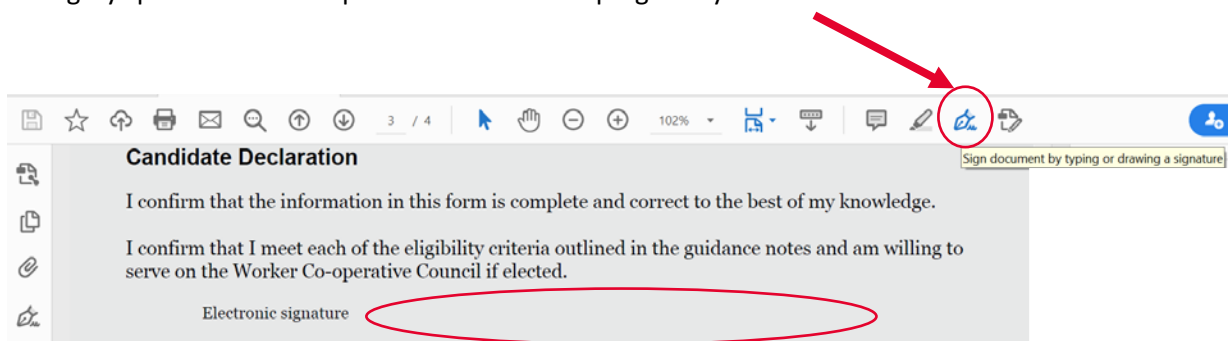 3 / 4
102%
Sign document by typing or drawing a signature
Candidate Declaration
I confirm that the information in this form is complete and correct to the best of my knowledge.
I confirm that I meet each of the eligibility criteria outlined in the guidance notes and am willing to
serve on the Worker Co-operative Council if elected.
Electronic signature